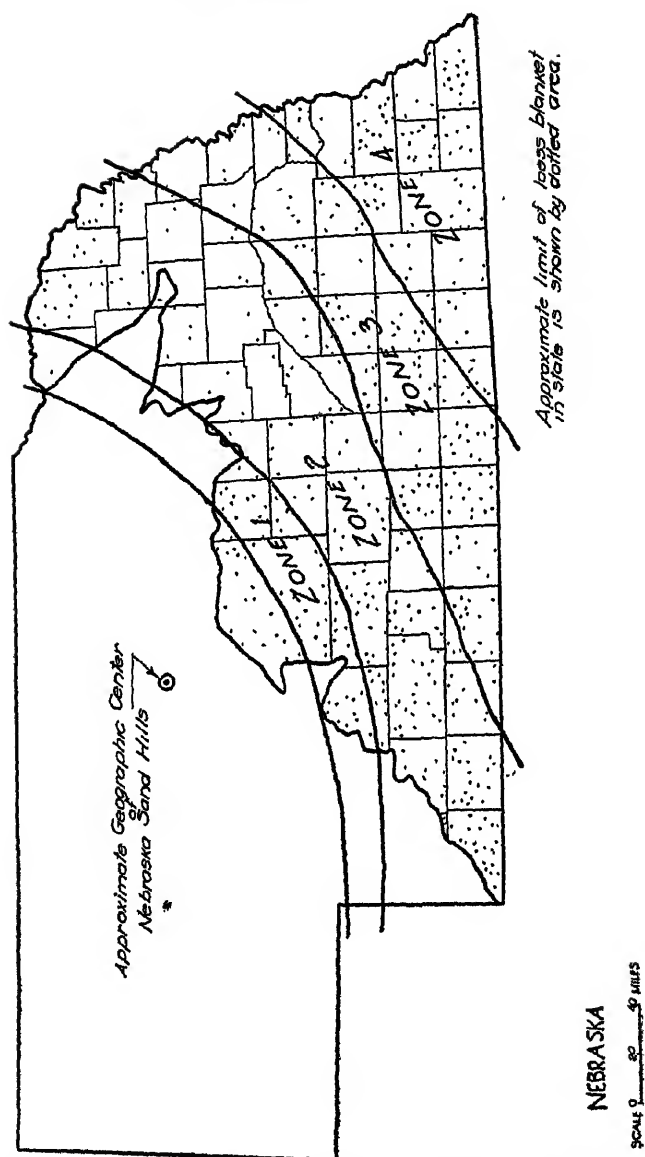 Approximate Geographic Center
of
Nebraska Sand Hills
ZONE 1
ZONE 2
ZONE 3
ZONE 4
Approximate limit of loess blanket
in state is shown by dotted area.
NEBRASKA
SCALE 0 20 40 MILES